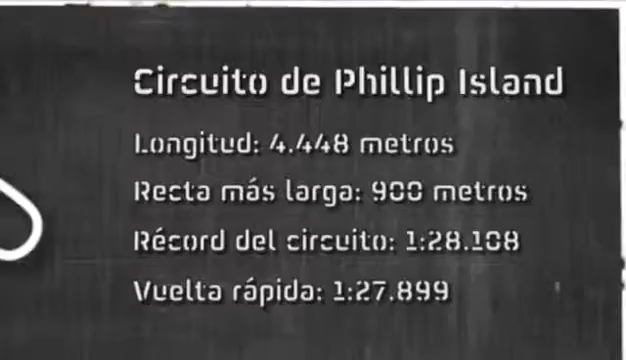 Circuito de Phillip Island
Longitud: 4.448 metros
Recta más larga: 900 metros
Récord del circuito: 1:28.108
Vuelta rápida: 1:27.899